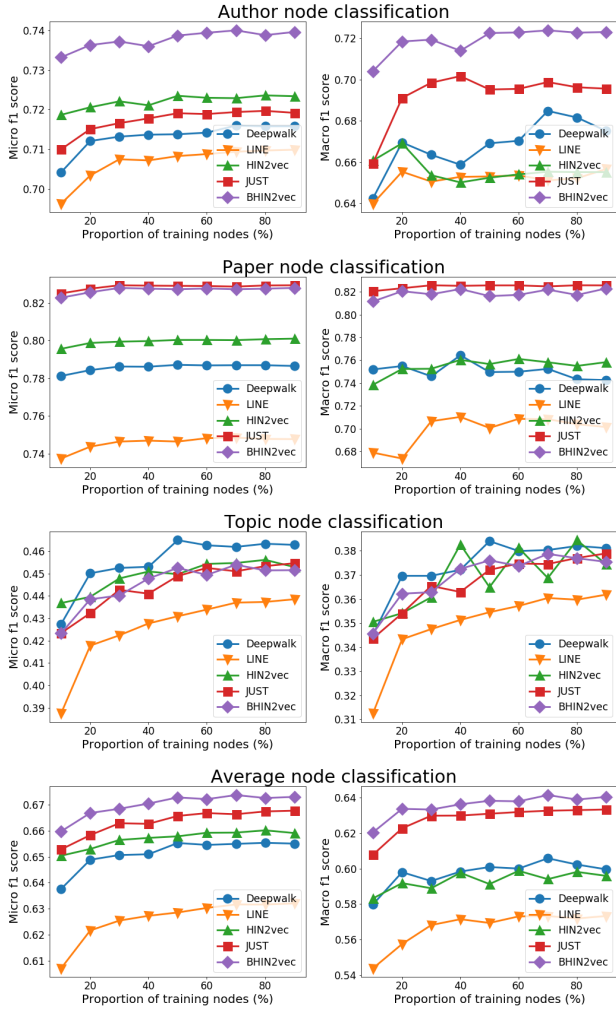 Author node classification
Micro f1 score
0.74
0.73
0.72
0.71
0.70
20 40 60 80
Proportion of training nodes (%)
Deepwalk
LINE
HIN2vec
JUST
BHIN2vec
Macro f1 score
0.72
0.70
0.68
0.66
0.64
20 40 60 80
Proportion of training nodes (%)
Deepwalk
LINE
HIN2vec
JUST
BHIN2vec
Paper node classification
Micro f1 score
0.82
0.80
0.78
0.76
0.74
20 40 60 80
Proportion of training nodes (%)
Deepwalk
LINE
HIN2vec
JUST
BHIN2vec
Macro f1 score
0.82
0.80
0.78
0.76
0.74
0.72
0.70
0.68
20 40 60 80
Proportion of training nodes (%)
Deepwalk
LINE
HIN2vec
JUST
BHIN2vec
Topic node classification
Micro f1 score
0.46
0.45
0.44
0.43
0.42
0.41
0.40
0.39
20 40 60 80
Proportion of training nodes (%)
Deepwalk
LINE
HIN2vec
JUST
BHIN2vec
Macro f1 score
0.38
0.37
0.36
0.35
0.34
0.33
0.32
0.31
20 40 60 80
Proportion of training nodes (%)
Deepwalk
LINE
HIN2vec
JUST
BHIN2vec
Average node classification
Micro f1 score
0.67
0.66
0.65
0.64
0.63
0.62
0.61
20 40 60 80
Proportion of training nodes (%)
Deepwalk
LINE
HIN2vec
JUST
BHIN2vec
Macro f1 score
0.64
0.62
0.60
0.58
0.56
0.54
20 40 60 80
Proportion of training nodes (%)
Deepwalk
LINE
HIN2vec
JUST
BHIN2vec